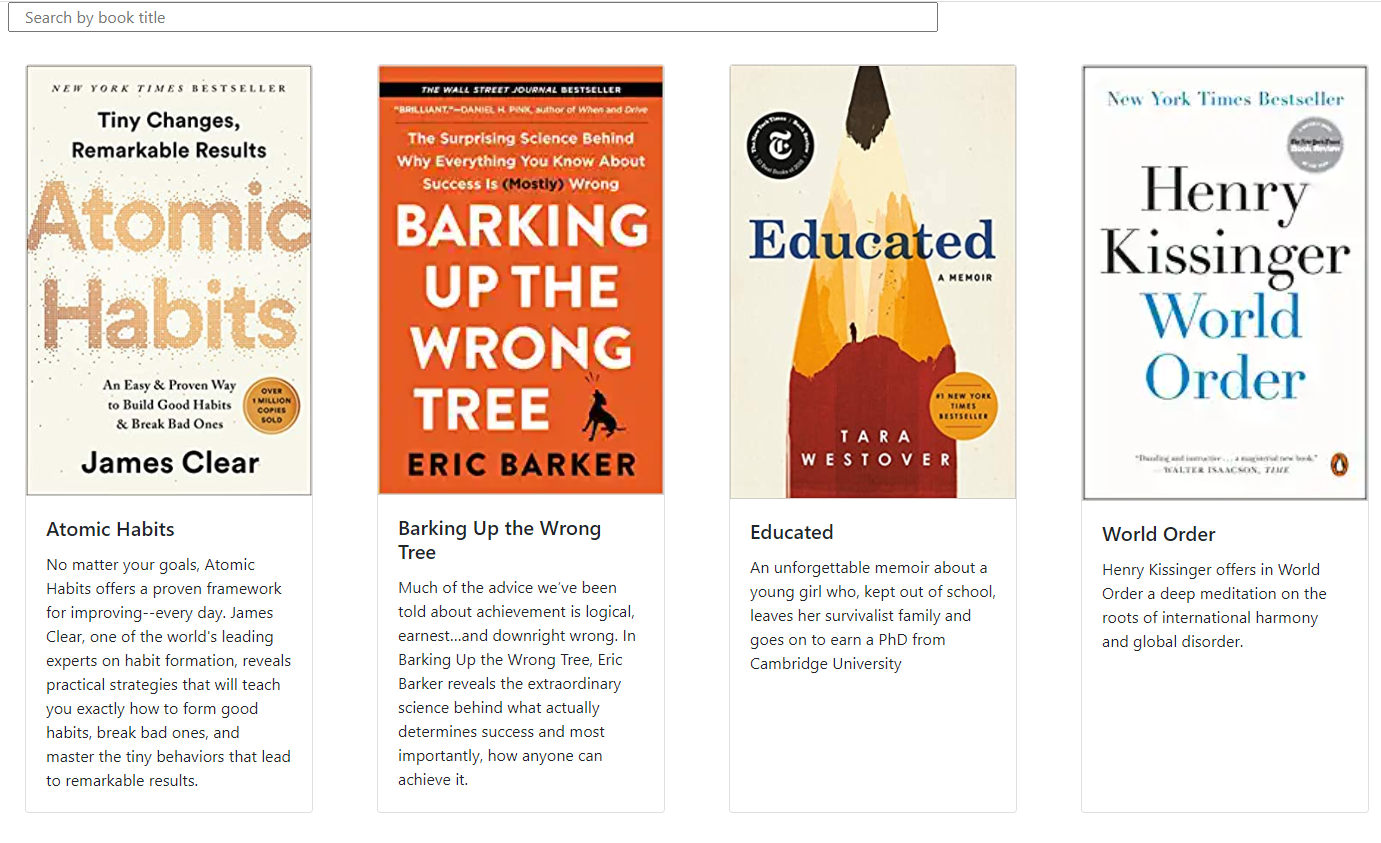 Search by book title
NEW YORK TIMES BESTSELLER
Tiny Changes,
Remarkable Results
Atomic
Habits
An Easy & Proven Way
to Build Good Habits
& Break Bad Ones
OVER
1 MILLION
COPIES
SOLD
James Clear
Atomic Habits
No matter your goals, Atomic
Habits offers a proven framework
for improving--every day. James
Clear, one of the world's leading
experts on habit formation, reveals
practical strategies that will teach
you exactly how to form good
habits, break bad ones, and
master the tiny behaviors that lead
to remarkable results.
THE WALL STREET JOURNAL BESTSELLER
"BRILLIANT."—DANIEL H. PINK, author of When and Drive
The Surprising Science Behind
Why Everything You Know About
Success Is (Mostly) Wrong
BARKING
UP THE
WRONG
TREE
ERIC BARKER
Barking Up the Wrong
Tree
Much of the advice we’ve been
told about achievement is logical,
earnest…and downright wrong. In
Barking Up the Wrong Tree, Eric
Barker reveals the extraordinary
science behind what actually
determines success and most
importantly, how anyone can
achieve it.
Educated
A MEMOIR
#1 NEW YORK
TIMES
BESTSELLER
TARA
WESTOVER
Educated
An unforgettable memoir about a
young girl who, kept out of school,
leaves her survivalist family and
goes on to earn a PhD from
Cambridge University
New York Times Bestseller
The New York Times
Book Review
Henry
Kissinger
World
Order
"Dazzling and instructive . . . a magisterial new book."
—WALTER ISAACSON, TIME
World Order
Henry Kissinger offers in World
Order a deep meditation on the
roots of international harmony
and global disorder.